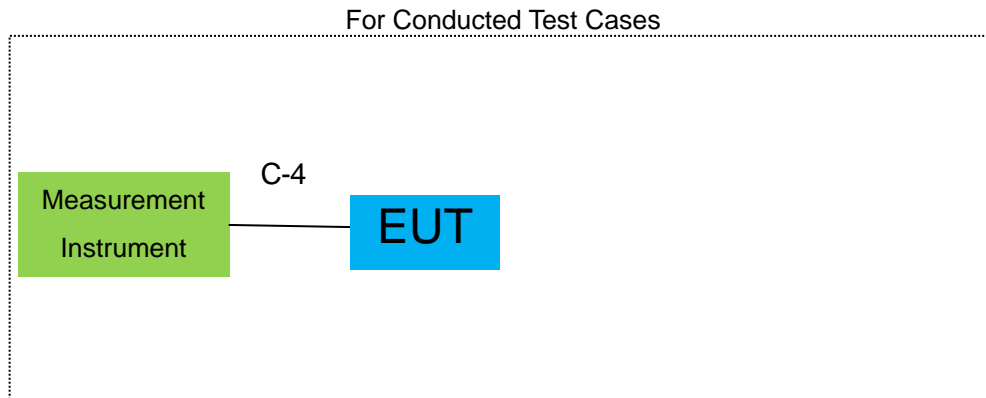 For Conducted Test Cases
C-4
Measurement
Instrument
EUT